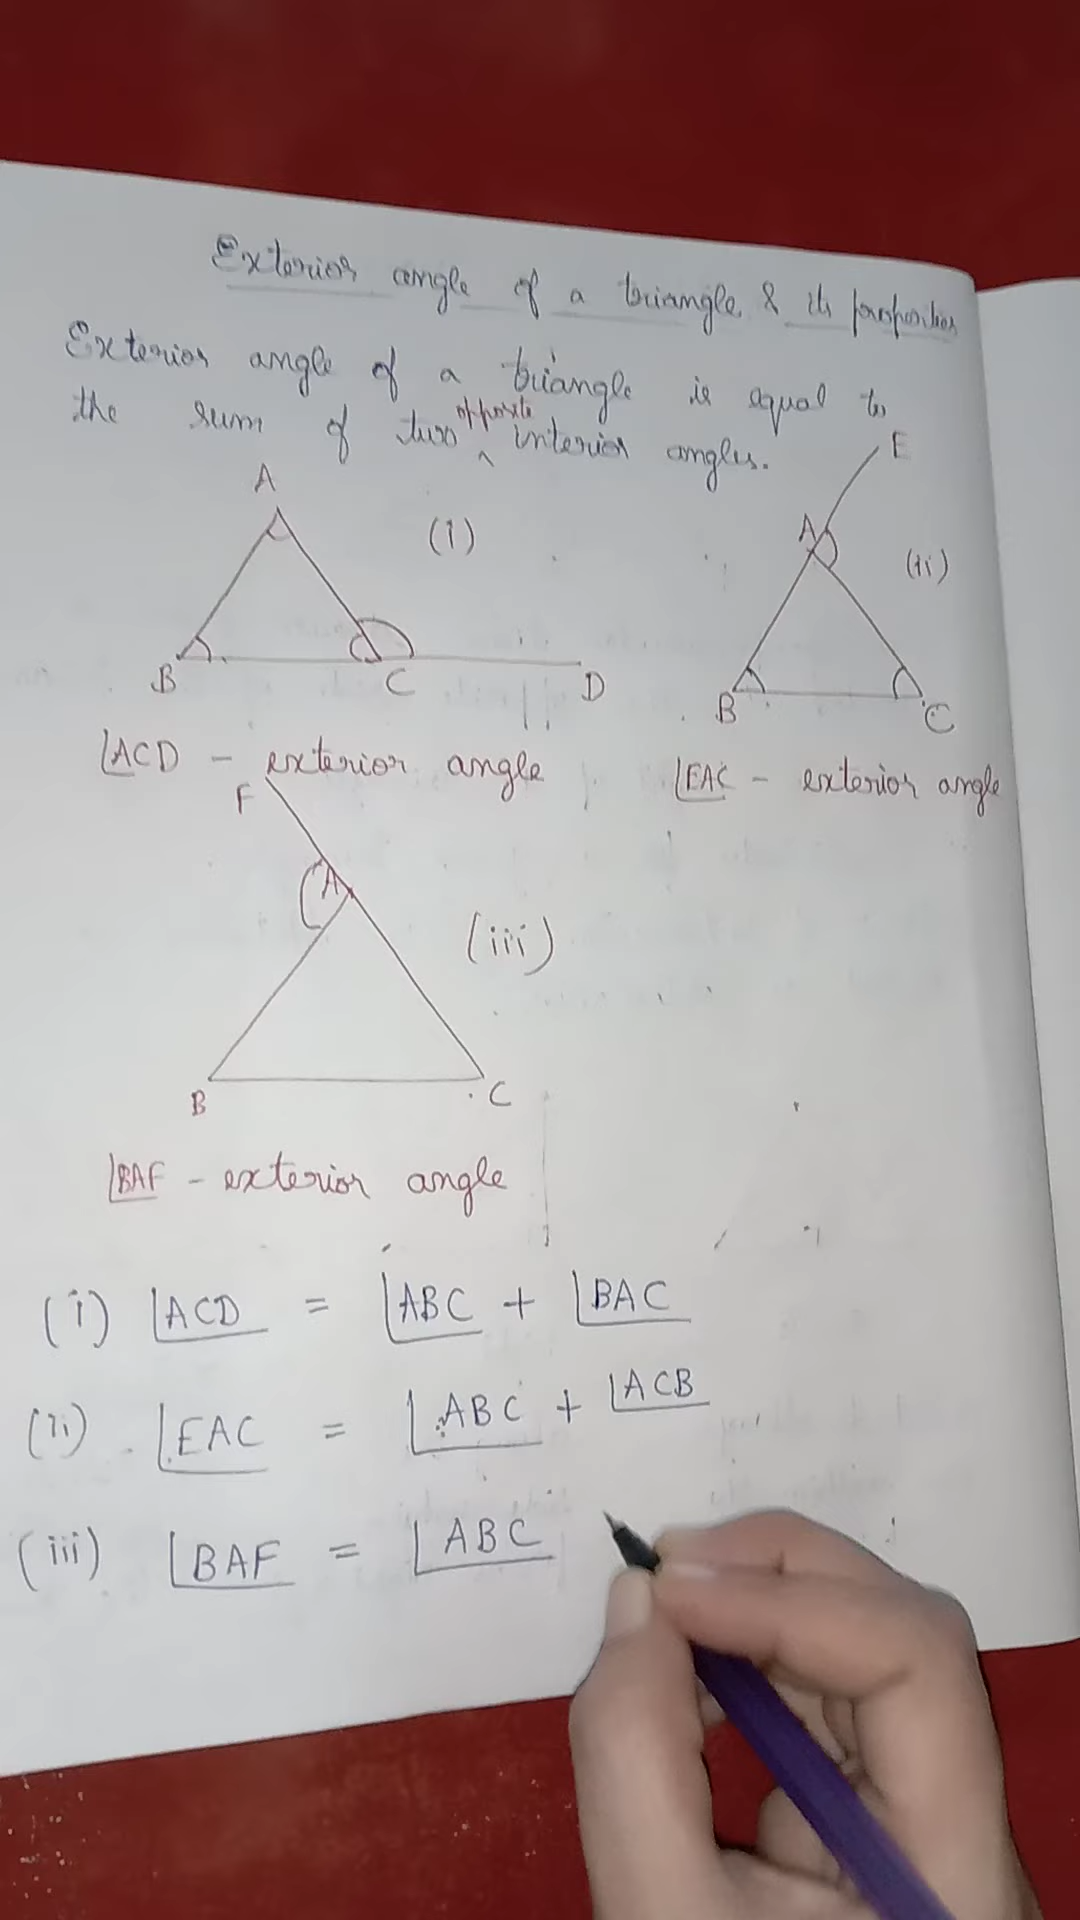 Exterior angle of a triangle & its properties
Exterior angle of a triangle is equal to
the sum of two opposite interior angles.
A
(i)
B
C
D
E
A
(ii)
B
C
∠ACD - exterior angle
∠EAC - exterior angle
F
A
(iii)
B
C
∠BAF - exterior angle
(i) ∠ACD = ∠ABC + ∠BAC
(ii) ∠EAC = ∠ABC + ∠ACB
(iii) ∠BAF = ∠ABC